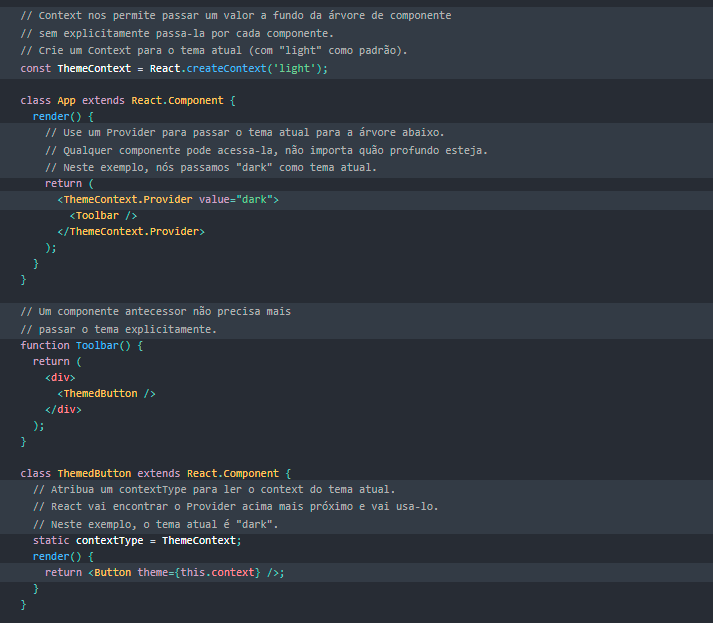 // Context nos permite passar um valor a fundo da árvore de componente
// sem explicitamente passa-la por cada componente.
// Crie um Context para o tema atual (com "light" como padrão).
const ThemeContext = React.createContext('light');
class App extends React.Component {
render() {
// Use um Provider para passar o tema atual para a árvore abaixo.
// Qualquer componente pode acessa-la, não importa quão profundo esteja.
// Neste exemplo, nós passamos "dark" como tema atual.
return (
<ThemeContext.Provider value="dark">
<Toolbar />
</ThemeContext.Provider>
);
}
}
// Um componente antecessor não precisa mais
// passar o tema explicitamente.
function Toolbar() {
return (
<div>
<ThemedButton />
</div>
);
}
class ThemedButton extends React.Component {
// Atribua um contextType para ler o context do tema atual.
// React vai encontrar o Provider acima mais próximo e vai usa-lo.
// Neste exemplo, o tema atual é "dark".
static contextType = ThemeContext;
render() {
return <Button theme={this.context} />;
}
}